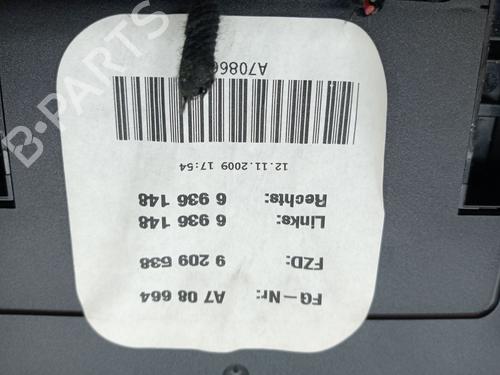 FG-Nr: A7 08 664
FZD: 9 209 538
Links: 6 936 148
Rechts: 6 936 148
12.11.2009 17:54
B-PARTS